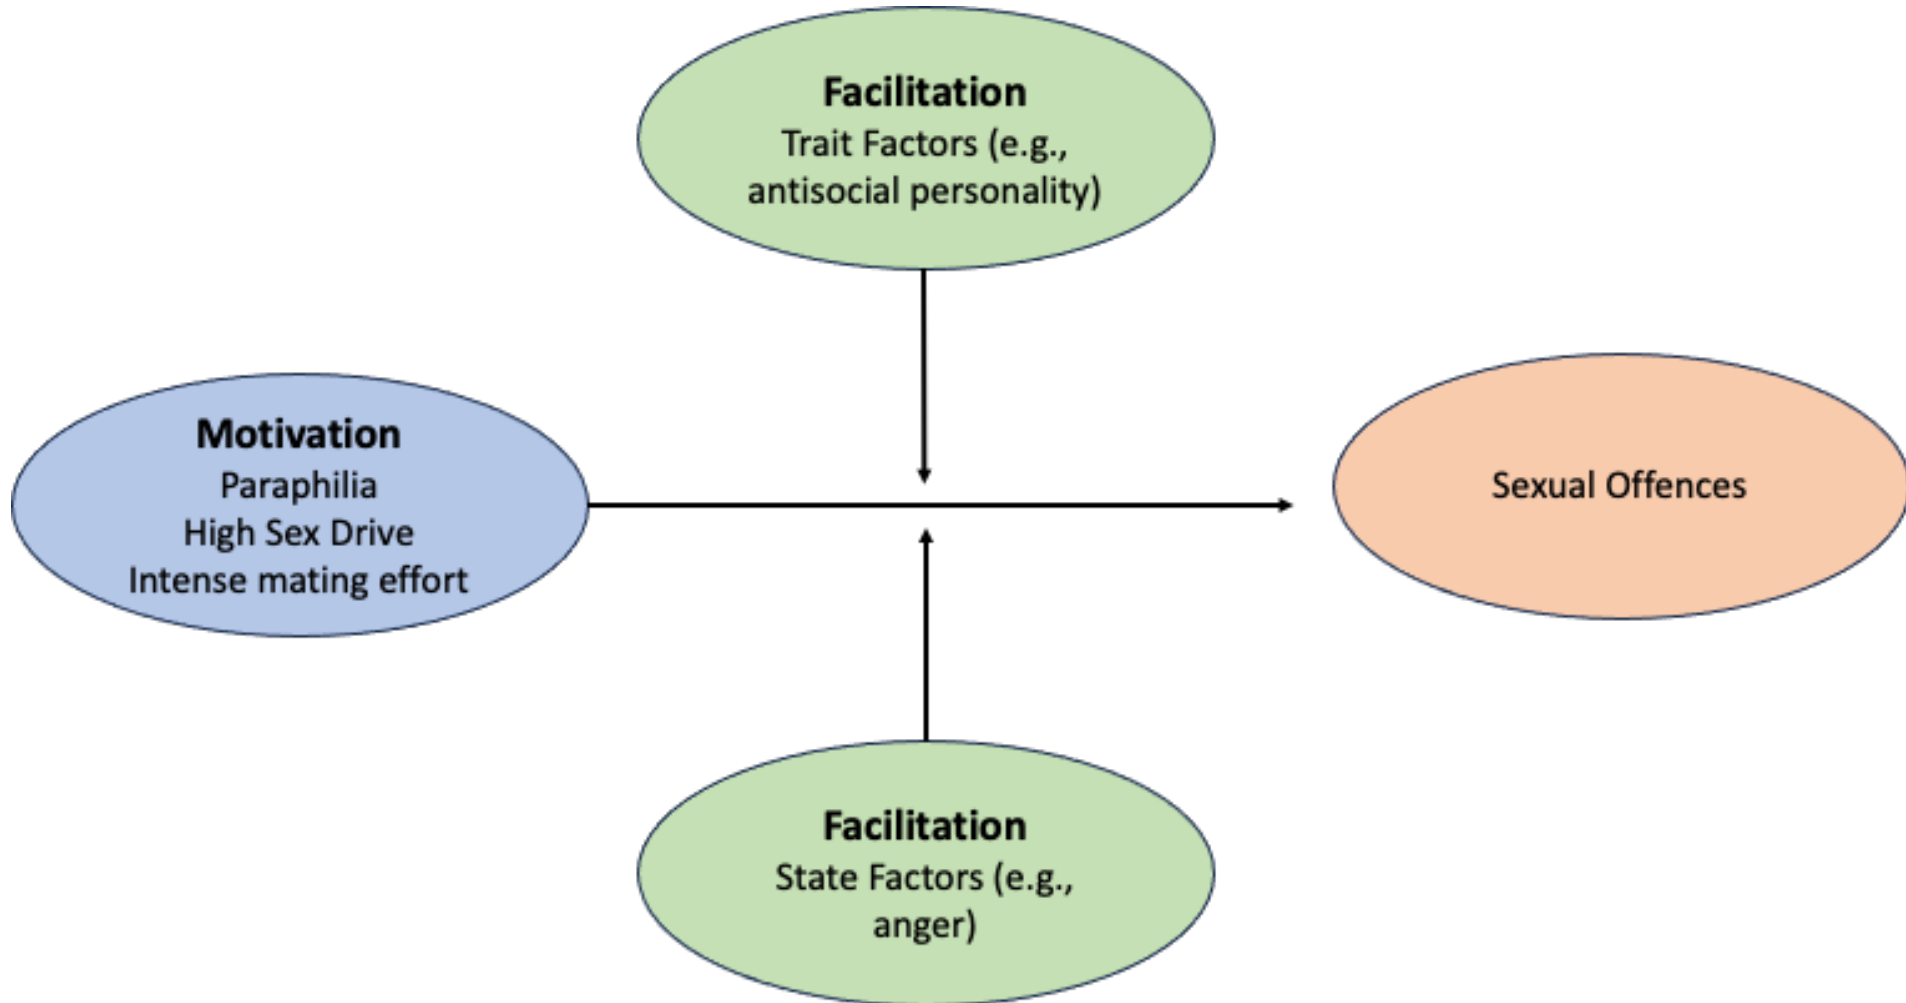 Facilitation
Trait Factors (e.g.,
antisocial personality)
Motivation
Paraphilia
High Sex Drive
Intense mating effort
Sexual Offences
Facilitation
State Factors (e.g.,
anger)